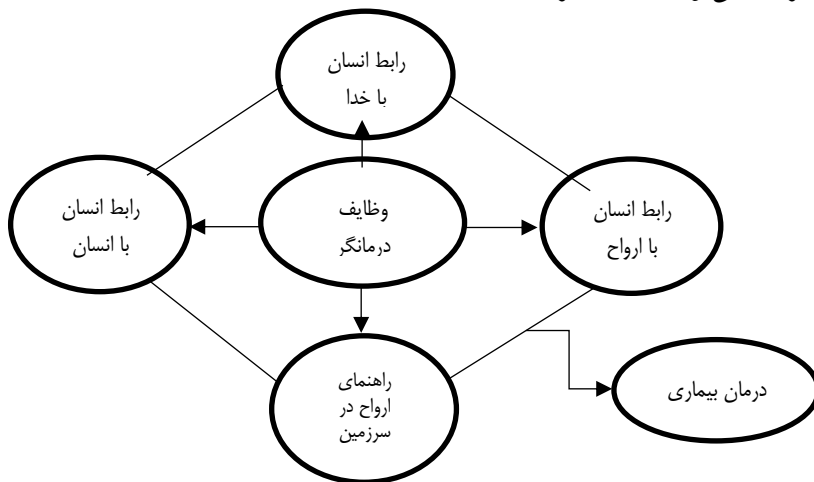 رابط انسان
با خدا
رابط انسان
با ارواح
وظایف
درمانگر
رابط انسان
با انسان
راهنمای
ارواح در
سرزمین
درمان بیماری